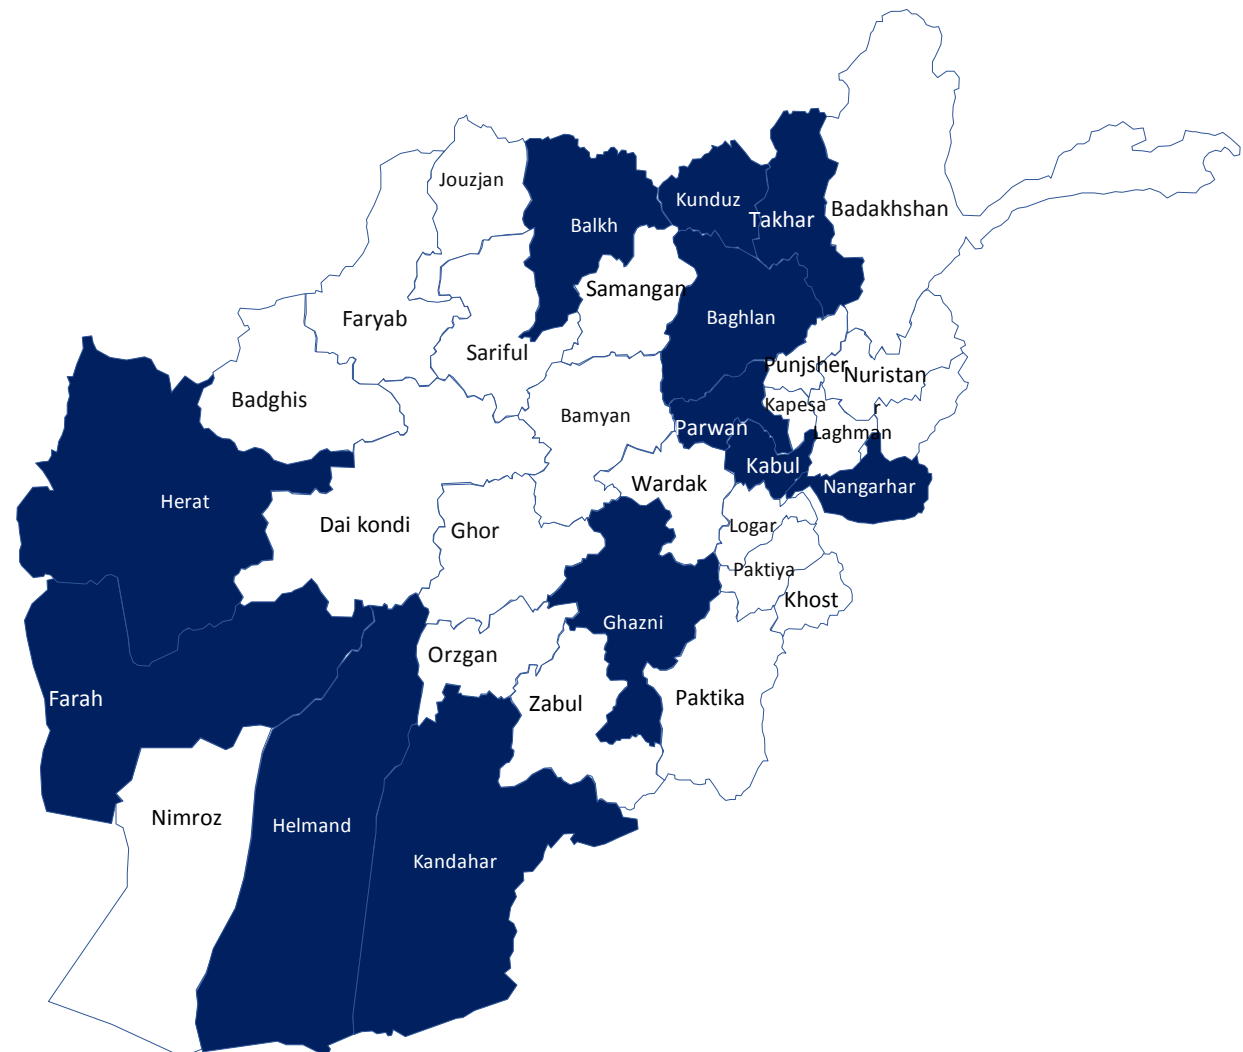 Jouzjan
Balkh
Kunduz
Takhar
Badakhshan
Samangan
Faryab
Baghlan
Sariful
Punjsher
Nuristan
Badghis
Bamyan
Kapesa
r
Parwan
Laghman
Kabul
Wardak
Nangarhar
Herat
Dai kondi
Ghor
Logar
Paktiya
Khost
Ghazni
Orzgan
Farah
Zabul
Paktika
Nimroz
Helmand
Kandahar